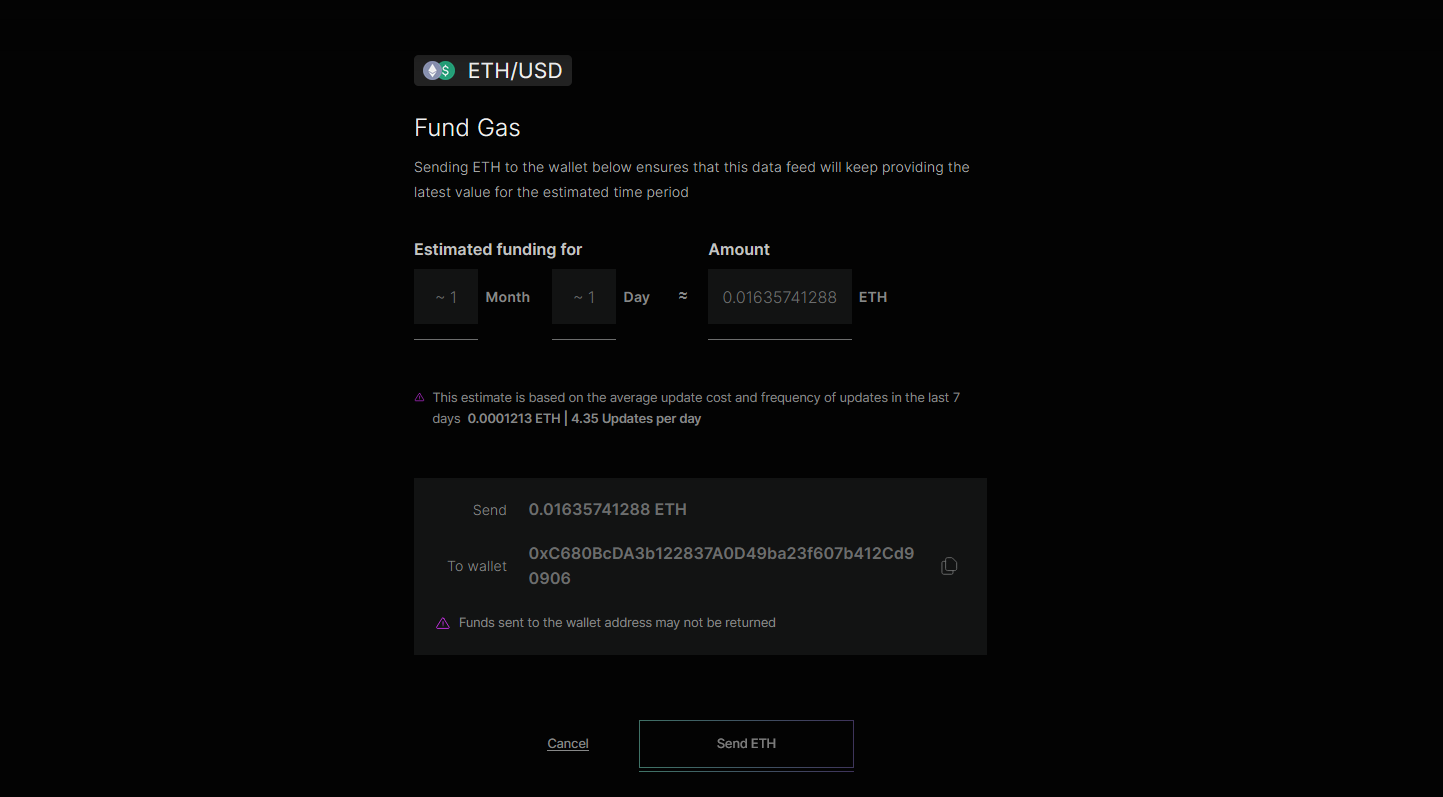 ETH/USD
Fund Gas
Sending ETH to the wallet below ensures that this data feed will keep providing the
latest value for the estimated time period
Estimated funding for Amount
~ 1 Month ~ 1 Day ≈ 0.01635741288 ETH
This estimate is based on the average update cost and frequency of updates in the last 7
days 0.0001213 ETH | 4.35 Updates per day
Send 0.01635741288 ETH
To wallet 0xC680BcDA3b122837A0D49ba23f607b412Cd9
0906
Funds sent to the wallet address may not be returned
Cancel Send ETH